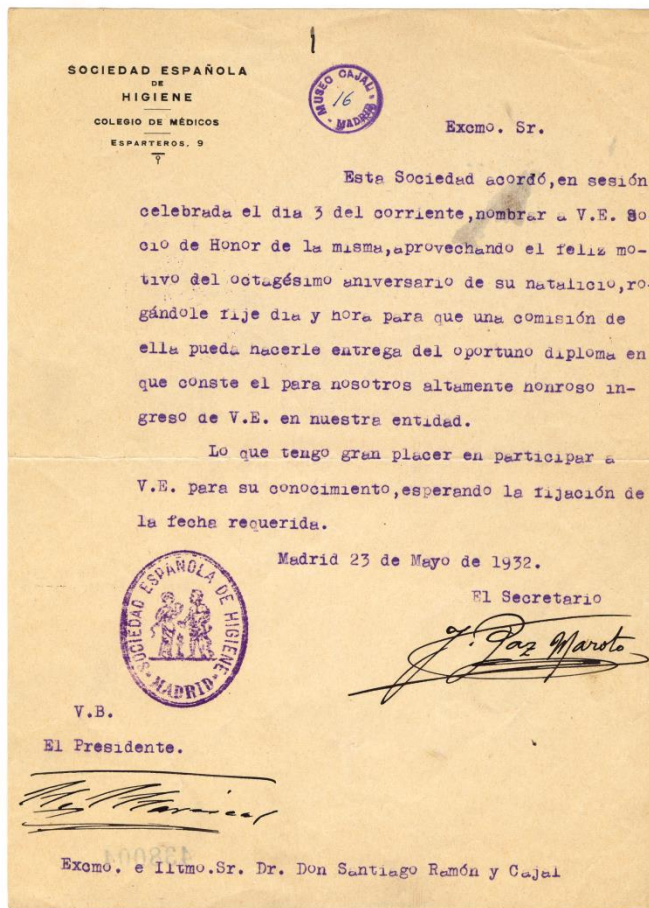 SOCIEDAD ESPAÑOLA
DE
HIGIENE
COLEGIO DE MÉDICOS
ESPARTEROS, 9
MUSEO CAJAL
16
MADRID
Excmo. Sr.
Esta Sociedad acordó,en sesión
celebrada el dia 3 del corriente,nombrar a V.E. So
cio de Honor de la misma,aprovechando el feliz mo-
tivo del octagésimo aniversario de su natalicio,ro-
gándole fije dia y hora para que una comisión de
ella pueda hacerle entrega del oportuno diploma en
que conste el para nosotros altamente honroso in-
greso de V.E. en nuestra entidad.
Lo que tengo gran placer en participar a
V.E. para su conocimiento,esperando la fijación de
la fecha requerida.
Madrid 23 de Mayo de 1932.
El Secretario
J. Paz Maroto
SOCIEDAD ESPAÑOLA DE HIGIENE
MADRID
V.B.
El Presidente.
Mariscal
Excmo. e Iltmo.Sr. Dr. Don Santiago Ramón y Cajal